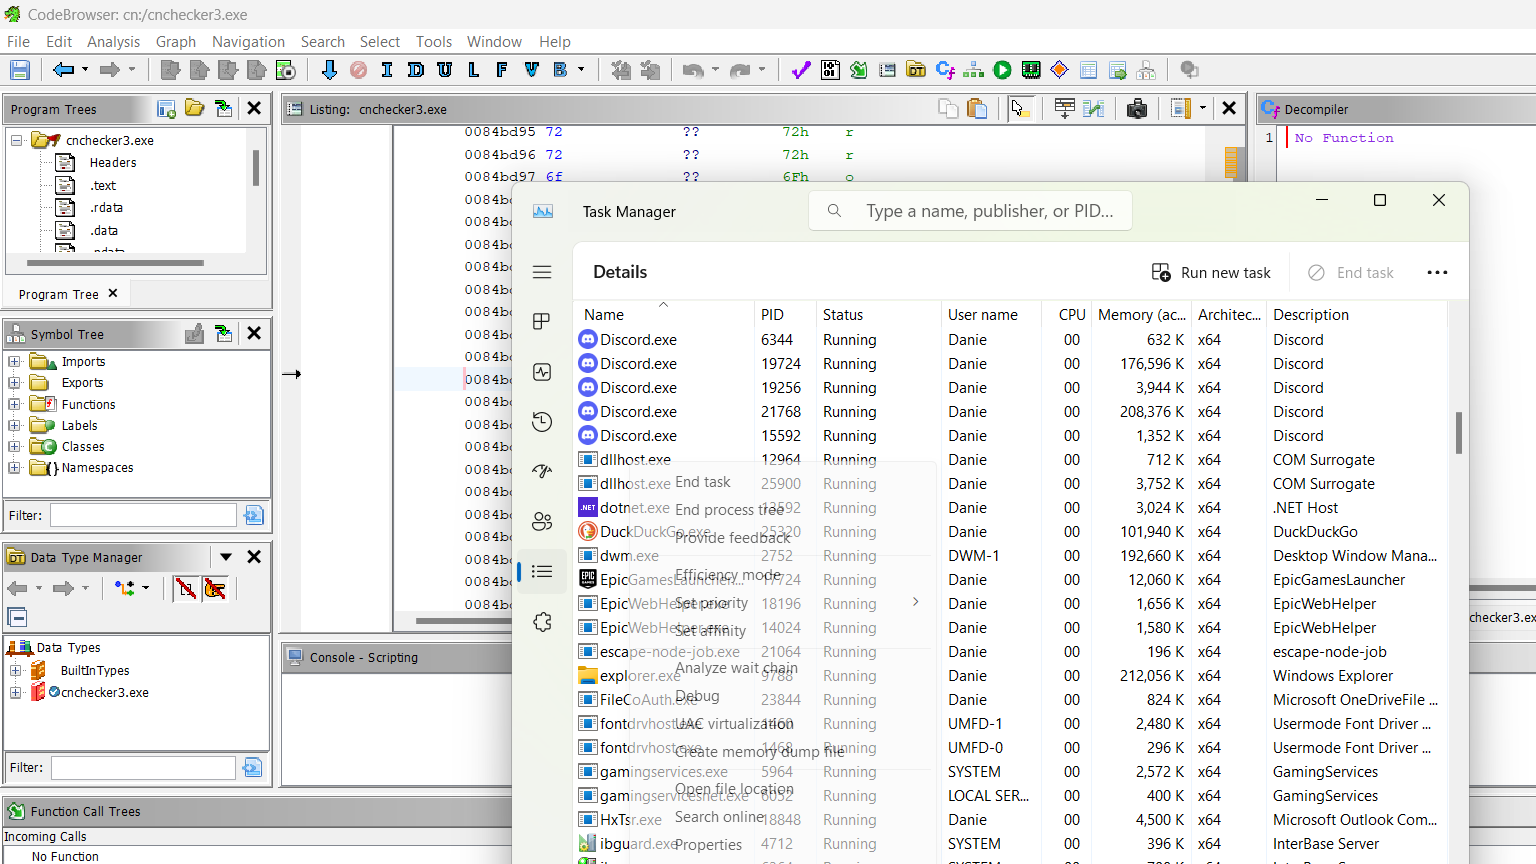 CodeBrowser: cn:/cnchecker3.exe
File Edit Analysis Graph Navigation Search Select Tools Window Help
I D U L F V B
Program Trees
cnchecker3.exe
Headers
.text
.rdata
.data
Program Tree
Symbol Tree
Imports
Exports
Functions
Labels
Classes
Namespaces
Filter:
Data Type Manager
Data Types
BuiltInTypes
cnchecker3.exe
Filter:
Function Call Trees
Incoming Calls
No Function
Listing: cnchecker3.exe
0084bd95 72 ?? 72h r
0084bd96 72 ?? 72h r
0084bd97 6f ?? 6Fh o
Console - Scripting
Decompiler
1 No Function
checker3.ex
Task Manager
Type a name, publisher, or PID...
Details
Run new task
End task
Name PID Status User name CPU Memory (ac... Architec... Description
Discord.exe 6344 Running Danie 00 632 K x64 Discord
Discord.exe 19724 Running Danie 00 176,596 K x64 Discord
Discord.exe 19256 Running Danie 00 3,944 K x64 Discord
Discord.exe 21768 Running Danie 00 208,376 K x64 Discord
Discord.exe 15592 Running Danie 00 1,352 K x64 Discord
dllhost.exe 12964 Running Danie 00 712 K x64 COM Surrogate
dllhost.exe 25900 Running Danie 00 3,752 K x64 COM Surrogate
dotnet.exe 13592 Running Danie 00 3,024 K x64 .NET Host
DuckDuckGo.exe 25320 Running Danie 00 101,940 K x64 DuckDuckGo
dwm.exe 2752 Running DWM-1 00 192,660 K x64 Desktop Window Mana...
EpicGamesLauncher... 17724 Running Danie 00 12,060 K x64 EpicGamesLauncher
EpicWebHelper.exe 18196 Running Danie 00 1,656 K x64 EpicWebHelper
EpicWebHelper.exe 14024 Running Danie 00 1,580 K x64 EpicWebHelper
escape-node-job.exe 21064 Running Danie 00 196 K x64 escape-node-job
explorer.exe 9788 Running Danie 00 212,056 K x64 Windows Explorer
FileCoAuth.exe 23844 Running Danie 00 824 K x64 Microsoft OneDriveFile ...
fontdrvhost.exe 1460 Running UMFD-1 00 2,480 K x64 Usermode Font Driver ...
fontdrvhost.exe 1468 Running UMFD-0 00 296 K x64 Usermode Font Driver ...
gamingservices.exe 5964 Running SYSTEM 00 2,572 K x64 GamingServices
gamingservicesnet.exe 6052 Running LOCAL SER... 00 400 K x64 GamingServices
HxTsr.exe 18848 Running Danie 00 4,500 K x64 Microsoft Outlook Com...
ibguard.exe 4712 Running SYSTEM 00 396 K x64 InterBase Server
End task
End process tree
Provide feedback
Efficiency mode
Set priority
Set affinity
Analyze wait chain
Debug
UAC virtualization
Create memory dump file
Open file location
Search online
Properties